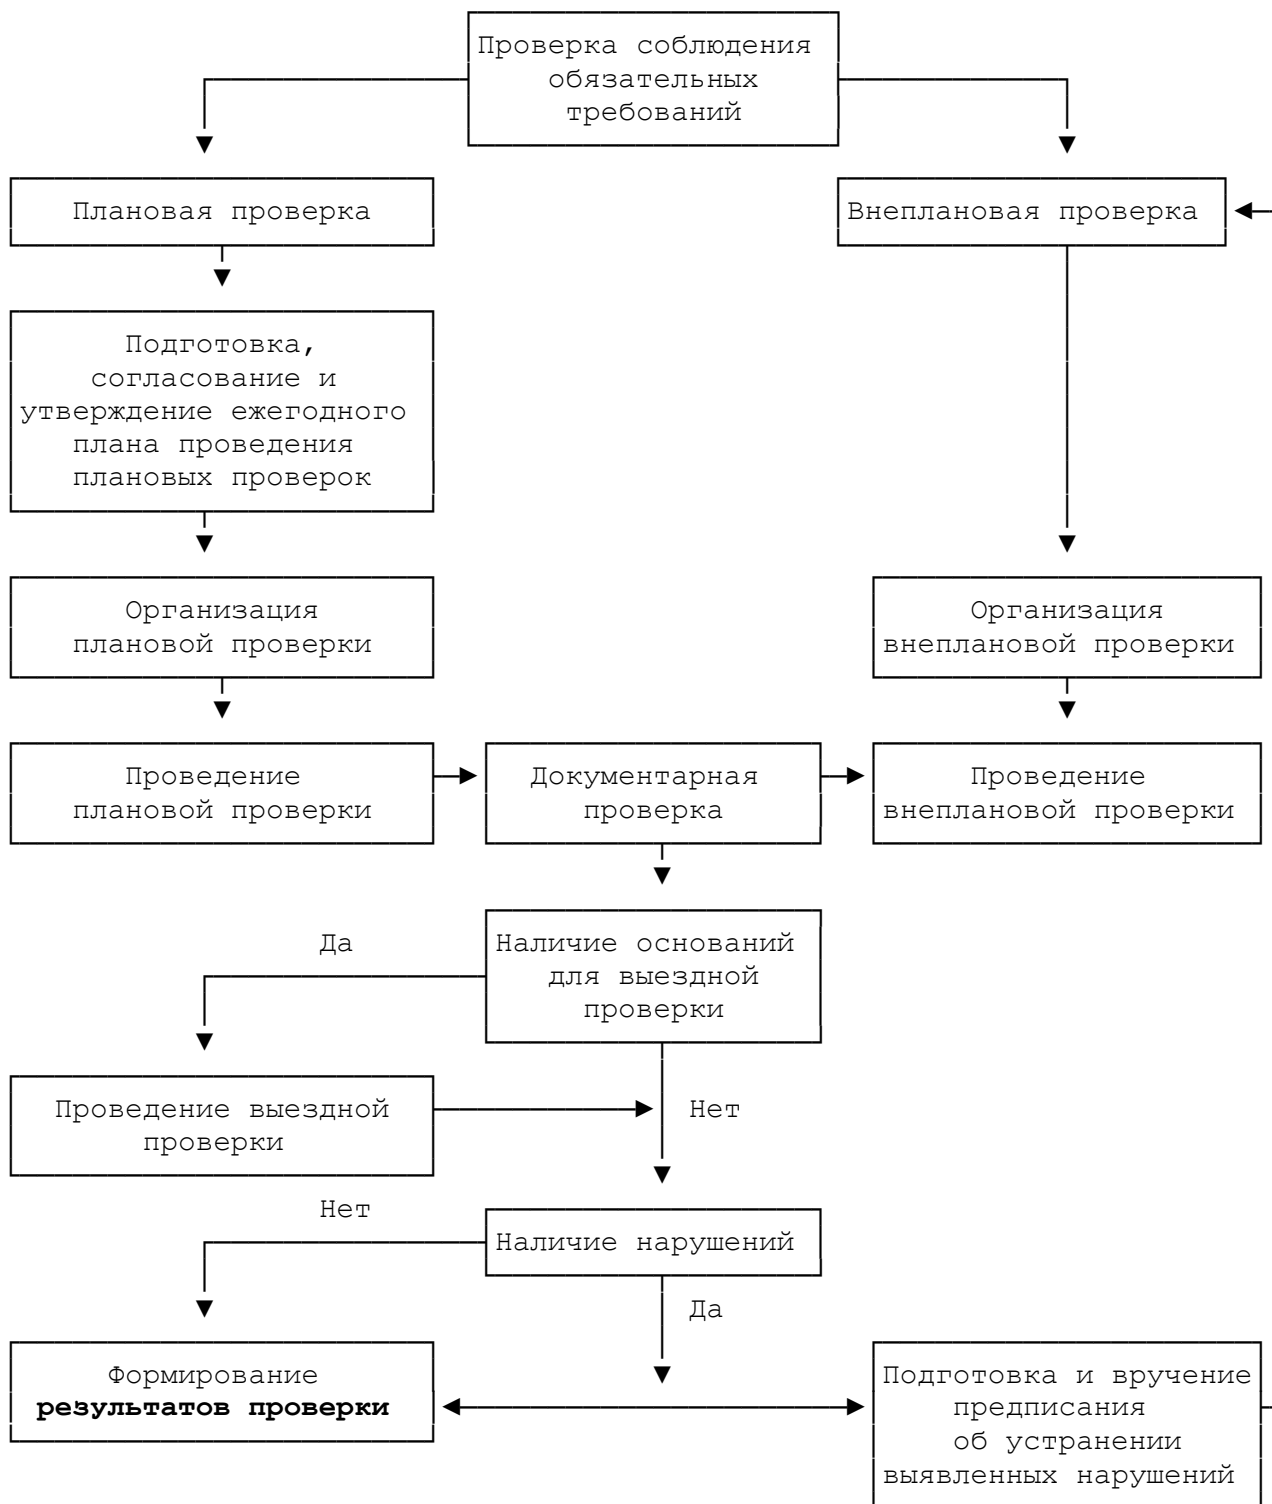 Проверка соблюдения
обязательных
требований
Плановая проверка
Внеплановая проверка
Подготовка,
согласование и
утверждение ежегодного
плана проведения
плановых проверок
Организация
плановой проверки
Организация
внеплановой проверки
Проведение
плановой проверки
Документарная
проверка
Проведение
внеплановой проверки
Да
Наличие оснований
для выездной
проверки
Проведение выездной
проверки
Нет
Нет
Наличие нарушений
Да
Формирование
результатов проверки
Подготовка и вручение
предписания
об устранении
выявленных нарушений